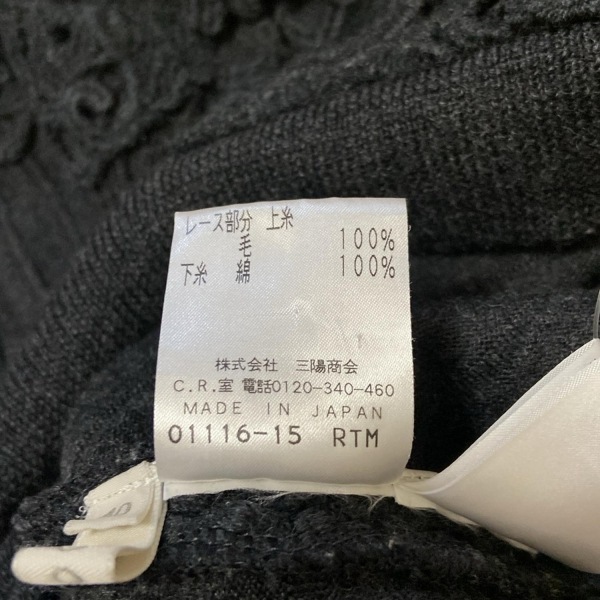 レース部分 上糸
毛 100%
下糸 綿 100%
株式会社 三陽商会
C.R.室 電話0120-340-460
MADE IN JAPAN
01116-15 RTM